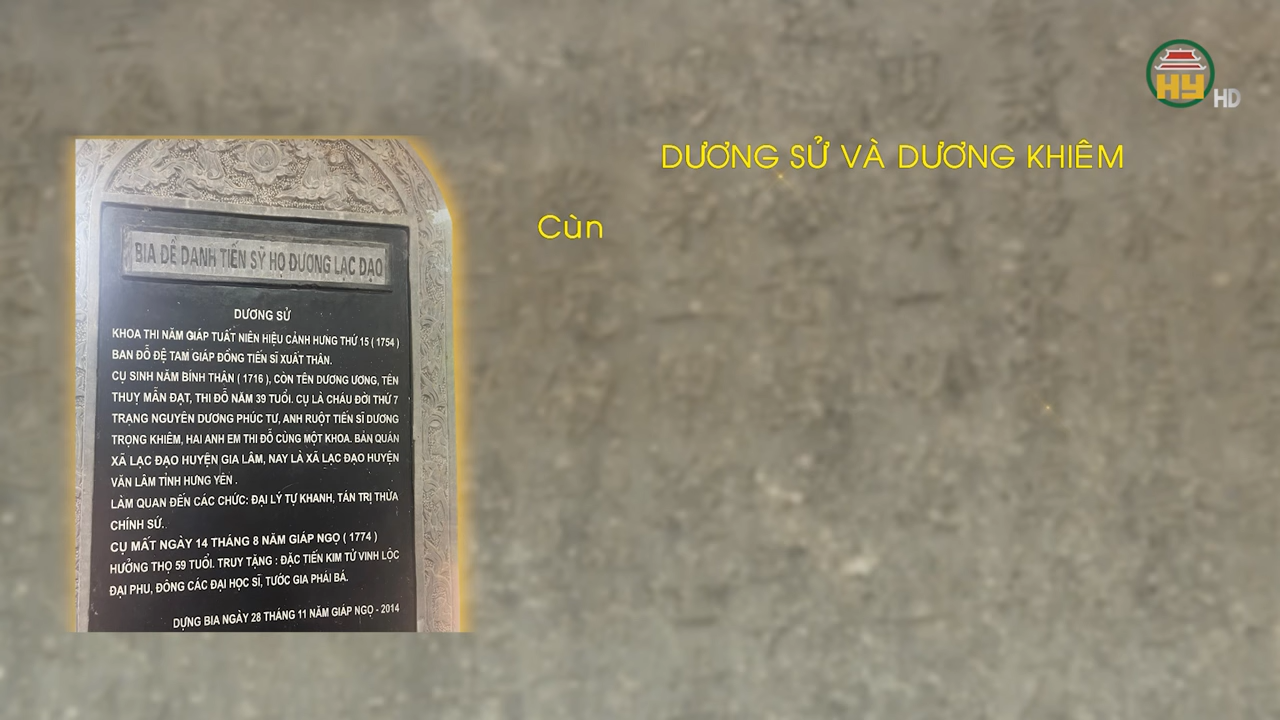 HY HD
DƯƠNG SỬ VÀ DƯƠNG KHIÊM
Cùn
BIA ĐỀ DANH TIẾN SỸ HỌ DƯƠNG LẠC ĐẠO
DƯƠNG SỬ
KHOA THI NĂM GIÁP TUẤT NIÊN HIỆU CẢNH HƯNG THỨ 15 ( 1754 )
BAN ĐỖ ĐỆ TAM GIÁP ĐỒNG TIẾN SĨ XUẤT THÂN.
CỤ SINH NĂM BÍNH THÂN ( 1716 ), CÒN TÊN DƯƠNG ƯƠNG, TÊN
THUỴ MẪN ĐẠT, THI ĐỖ NĂM 39 TUỔI. CỤ LÀ CHÁU ĐỜI THỨ 7
TRẠNG NGUYÊN DƯƠNG PHÚC TƯ, ANH RUỘT TIẾN SĨ DƯƠNG
TRỌNG KHIÊM, HAI ANH EM THI ĐỖ CÙNG MỘT KHOA. BẢN QUÁN
XÃ LẠC ĐẠO HUYỆN GIA LÂM, NAY LÀ XÃ LẠC ĐẠO HUYỆN
VĂN LÂM TỈNH HƯNG YÊN .
LÀM QUAN ĐẾN CÁC CHỨC: ĐẠI LÝ TỰ KHANH, TÁN TRỊ THỪA
CHÍNH SỨ.
CỤ MẤT NGÀY 14 THÁNG 8 NĂM GIÁP NGỌ ( 1774 )
HƯỞNG THỌ 59 TUỔI. TRUY TẶNG : ĐẶC TIẾN KIM TỬ VINH LỘC
ĐẠI PHU, ĐÔNG CÁC ĐẠI HỌC SĨ, TƯỚC GIA PHÁI BÁ.
DỰNG BIA NGÀY 28 THÁNG 11 NĂM GIÁP NGỌ - 2014